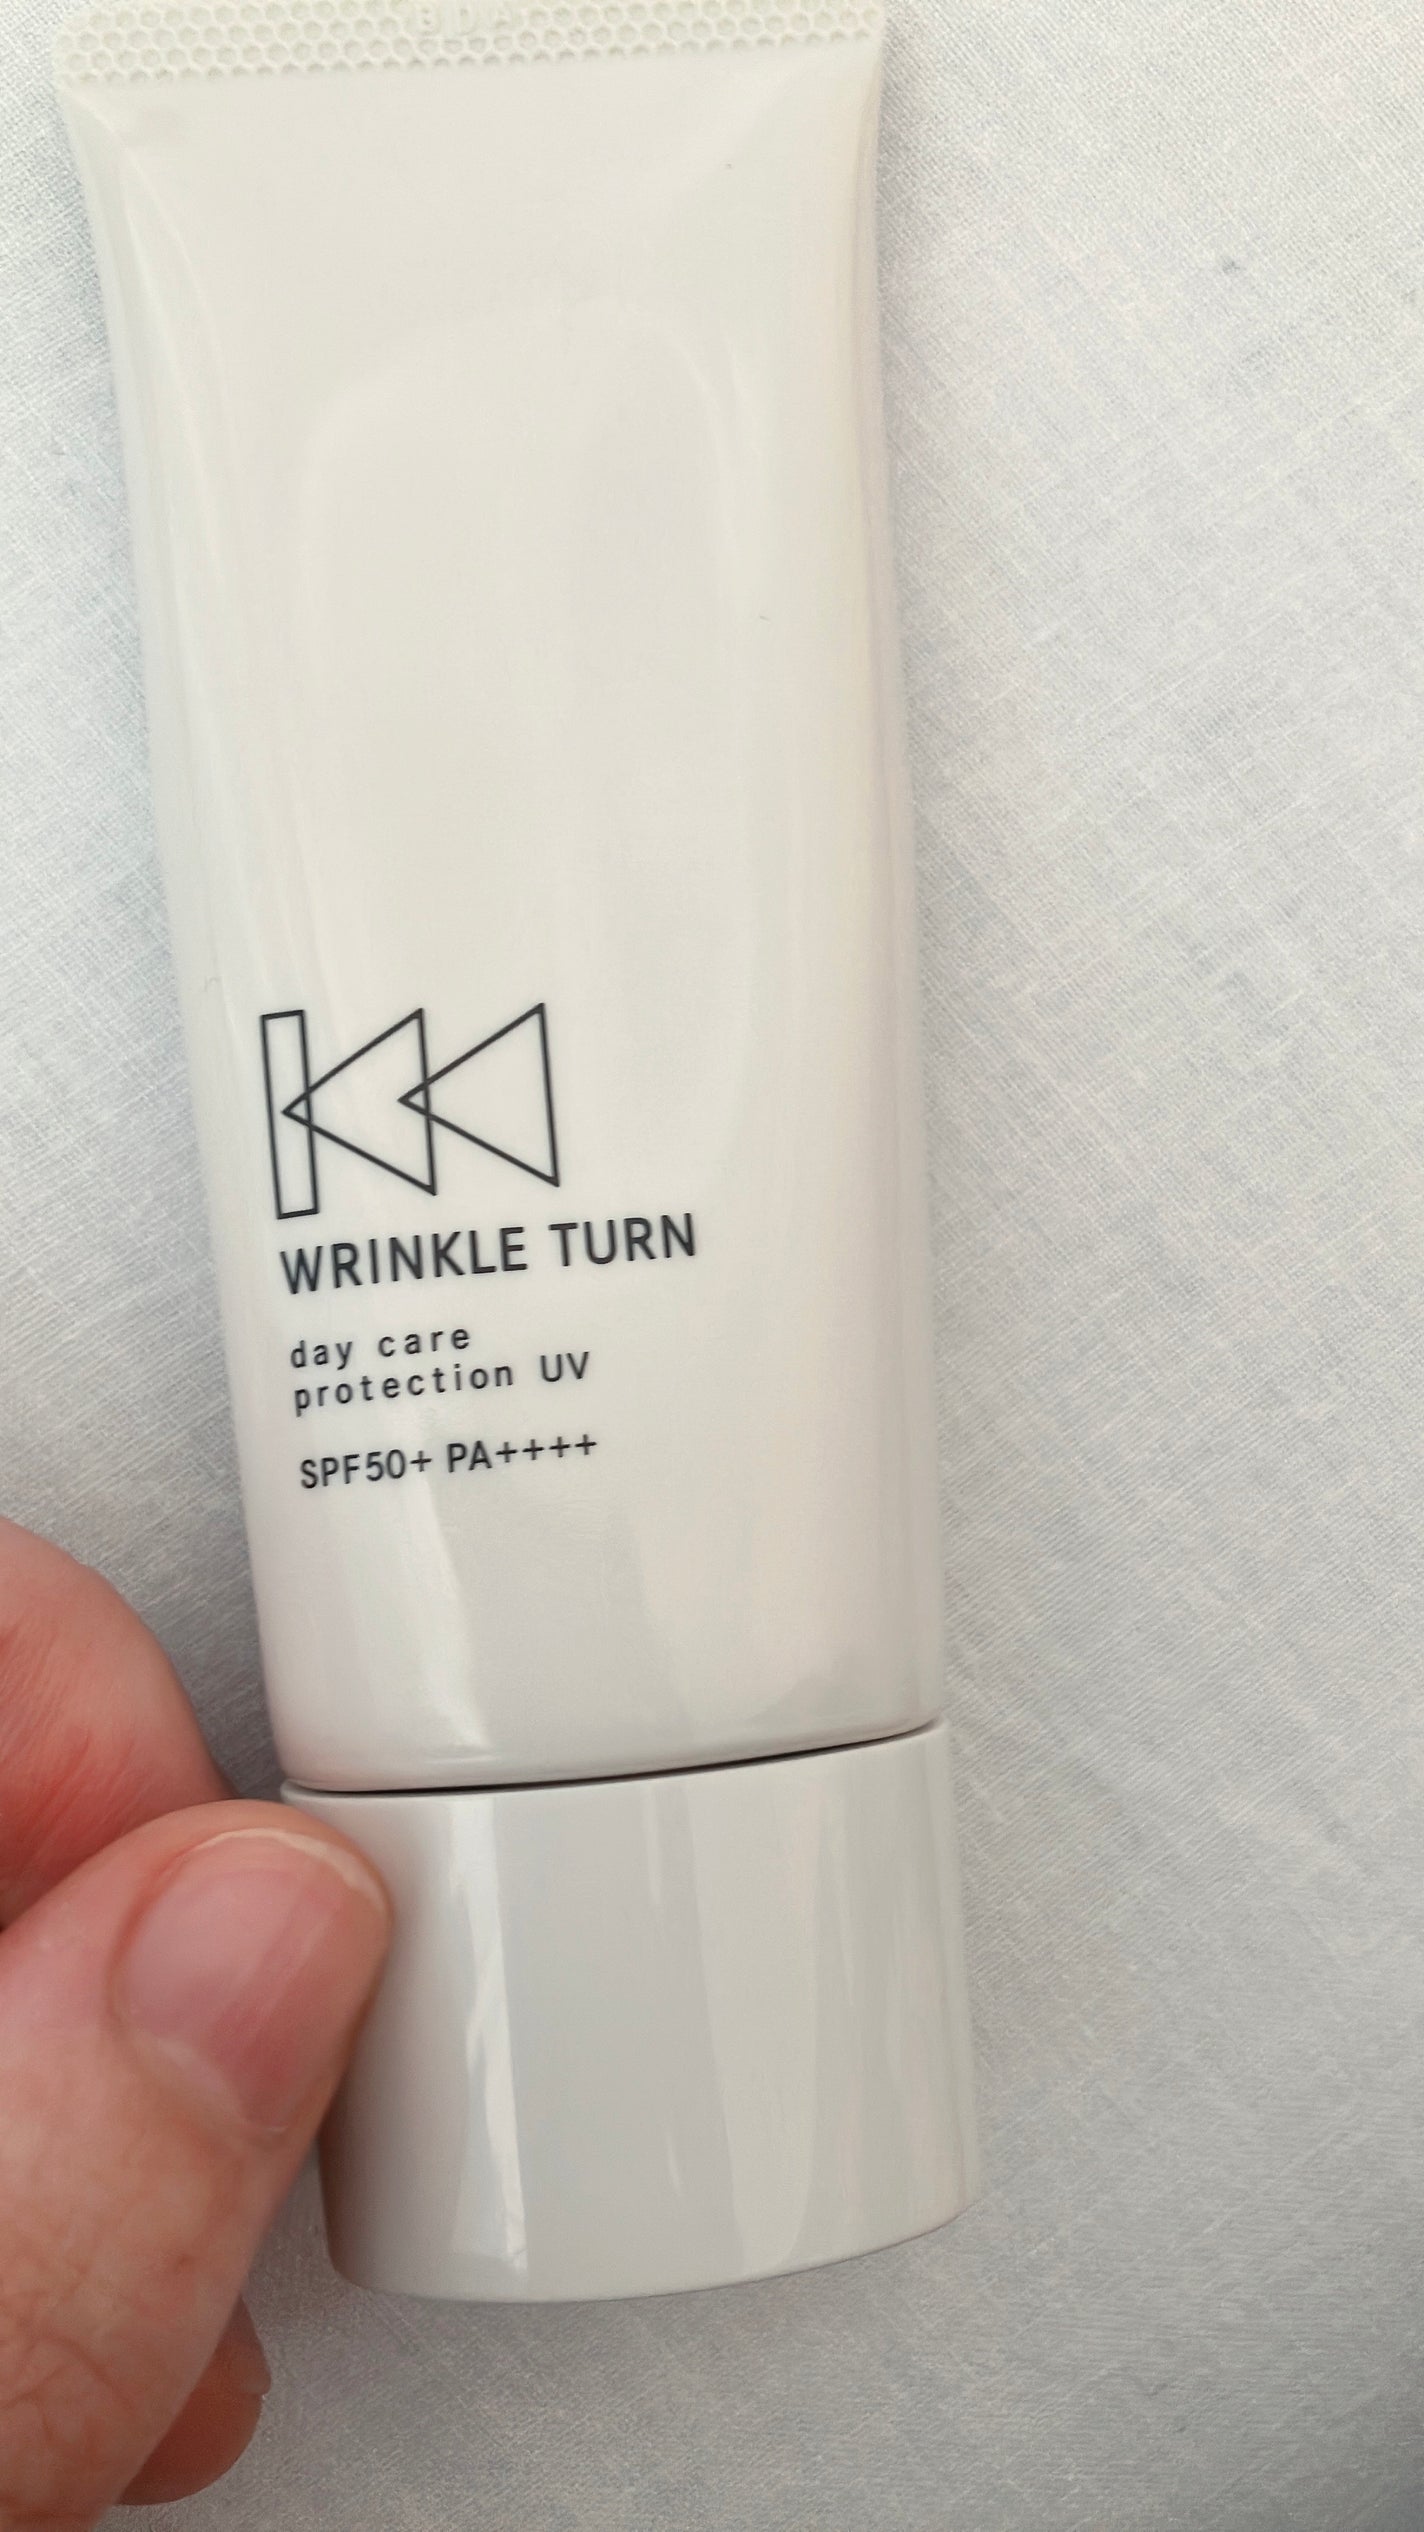 WRINKLE TURN
day care
protection UV
SPF50+ PA++++